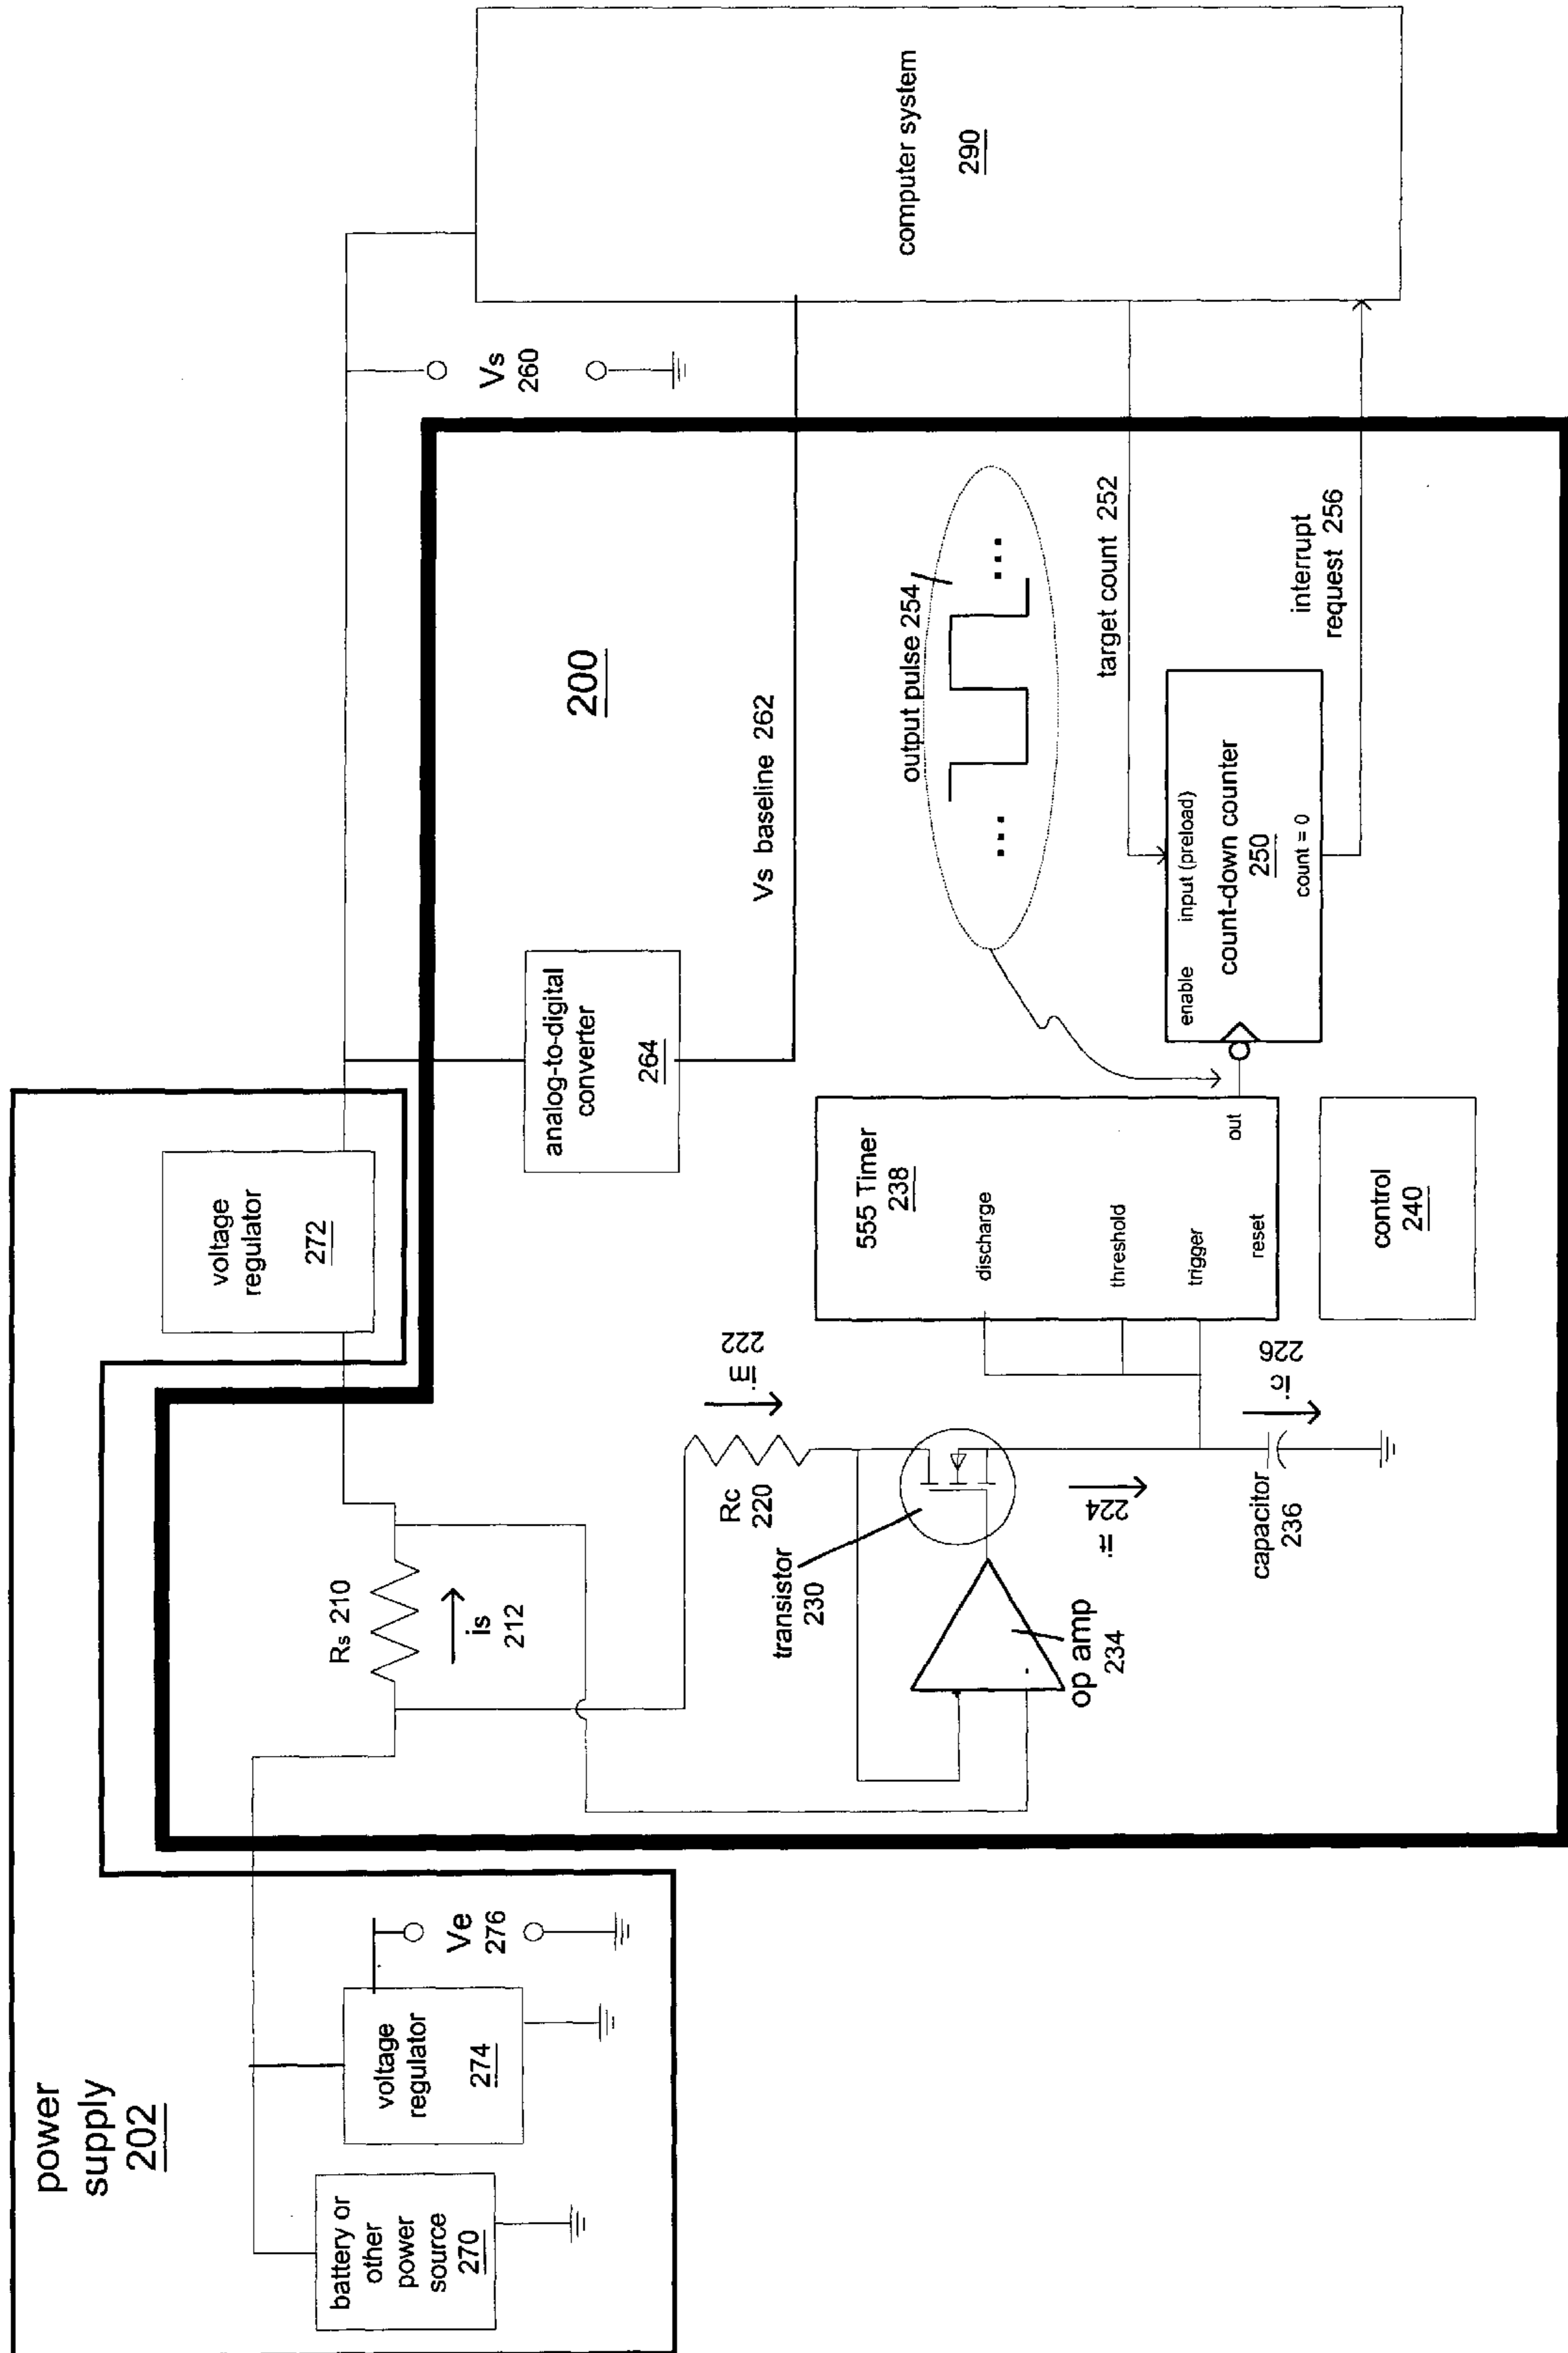 power
supply
202
battery or
other
power
source
270
voltage
regulator
274
Ve
276
Rs 210
is
212
voltage
regulator
272
analog-to-digital
converter
264
200
Vs baseline 262
Vs
260
computer system
290
Rc
220
im
222
transistor
230
op amp
234
it
224
capacitor
236
ic
226
555 Timer
238
discharge
threshold
trigger
reset
out
control
240
output pulse 254
... ...
target count 252
enable input (preload)
count-down counter
250
count = 0
interrupt
request 256